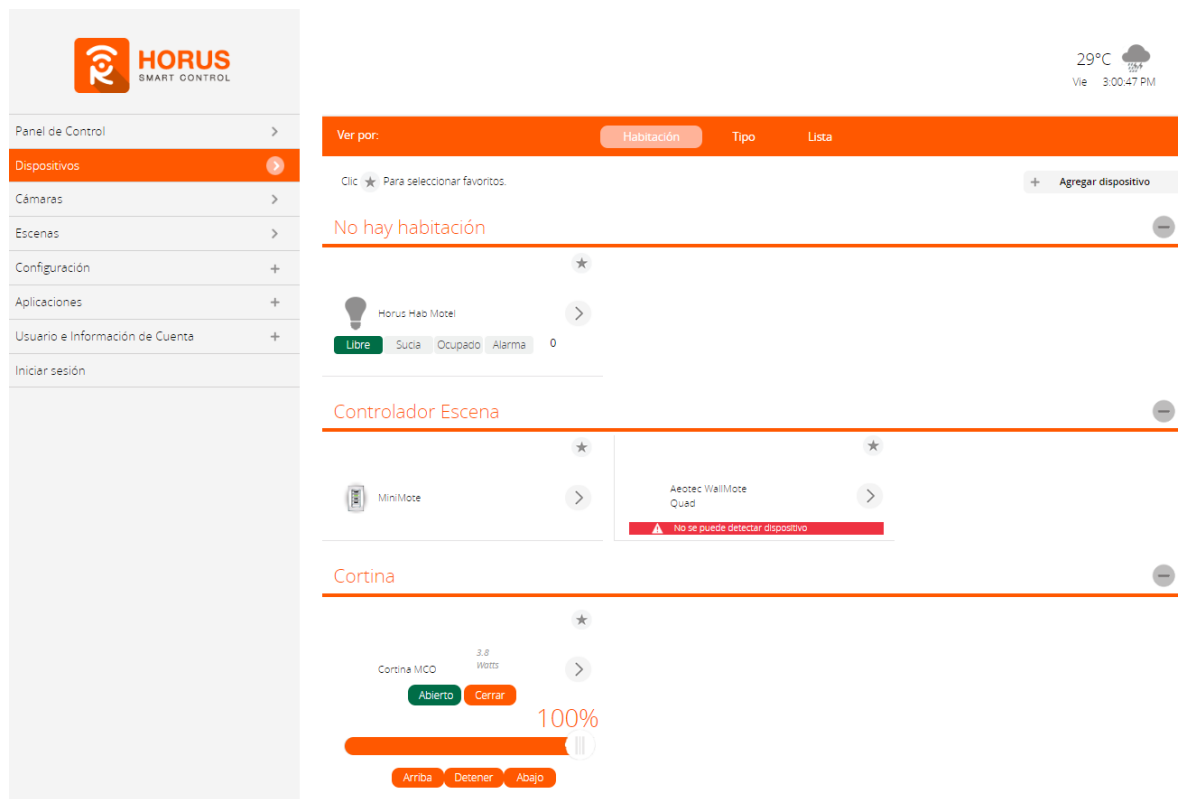 HORUS
SMART CONTROL
29°C
Vie 3:00:47 PM
Panel de Control
Dispositivos
Cámaras
Escenas
Configuración
Aplicaciones
Usuario e Información de Cuenta
Iniciar sesión
Ver por: Habitación Tipo Lista
Clic Para seleccionar favoritos.
+ Agregar dispositivo
No hay habitación
Horus Hab Motel
Libre Sucia Ocupado Alarma 0
Controlador Escena
MiniMote
Aeotec WallMote
Quad
No se puede detectar dispositivo
Cortina
3.8
Watts
Cortina MCO
Abierto Cerrar
100%
Arriba Detener Abajo